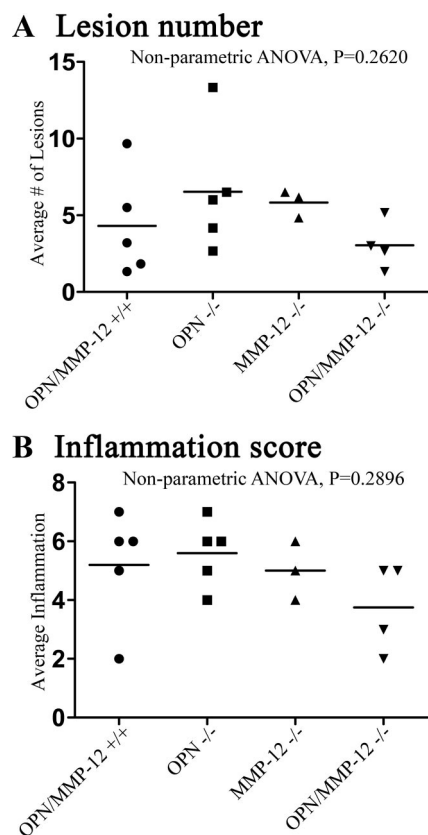 A Lesion number
Non-parametric ANOVA, P=0.2620
Average # of Lesions
15
10
5
0
OPN/MMP-12 +/+
OPN -/-
MMP-12 -/-
OPN/MMP-12 -/-
B Inflammation score
Non-parametric ANOVA, P=0.2896
Average Inflammation
8
6
4
2
0
OPN/MMP-12 +/+
OPN -/-
MMP-12 -/-
OPN/MMP-12 -/-